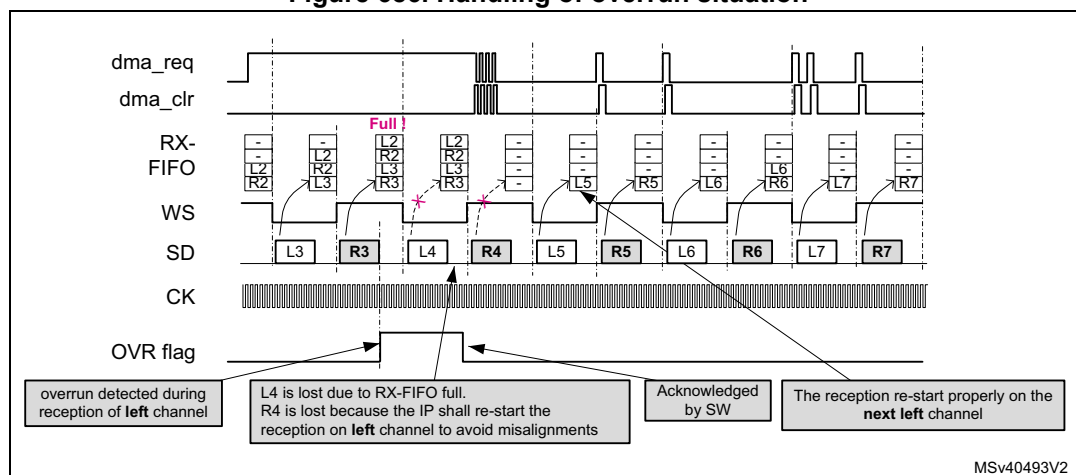 Handling of overrun situation
dma_req
dma_clr
Full !
RX-
FIFO
- - L2 L2 - - - - - - -
- L2 R2 R2 - - - - - - -
L2 R2 L3 L3 - - - - L6 - -
R2 L3 R3 R3 - L5 R5 L6 R6 L7 R7
WS
SD L3 R3 L4 R4 L5 R5 L6 R6 L7 R7
CK
OVR flag
overrun detected during
reception of left channel
L4 is lost due to RX-FIFO full.
R4 is lost because the IP shall re-start the
reception on left channel to avoid misalignments
Acknowledged
by SW
The reception re-start properly on the
next left channel
MSv40493V2